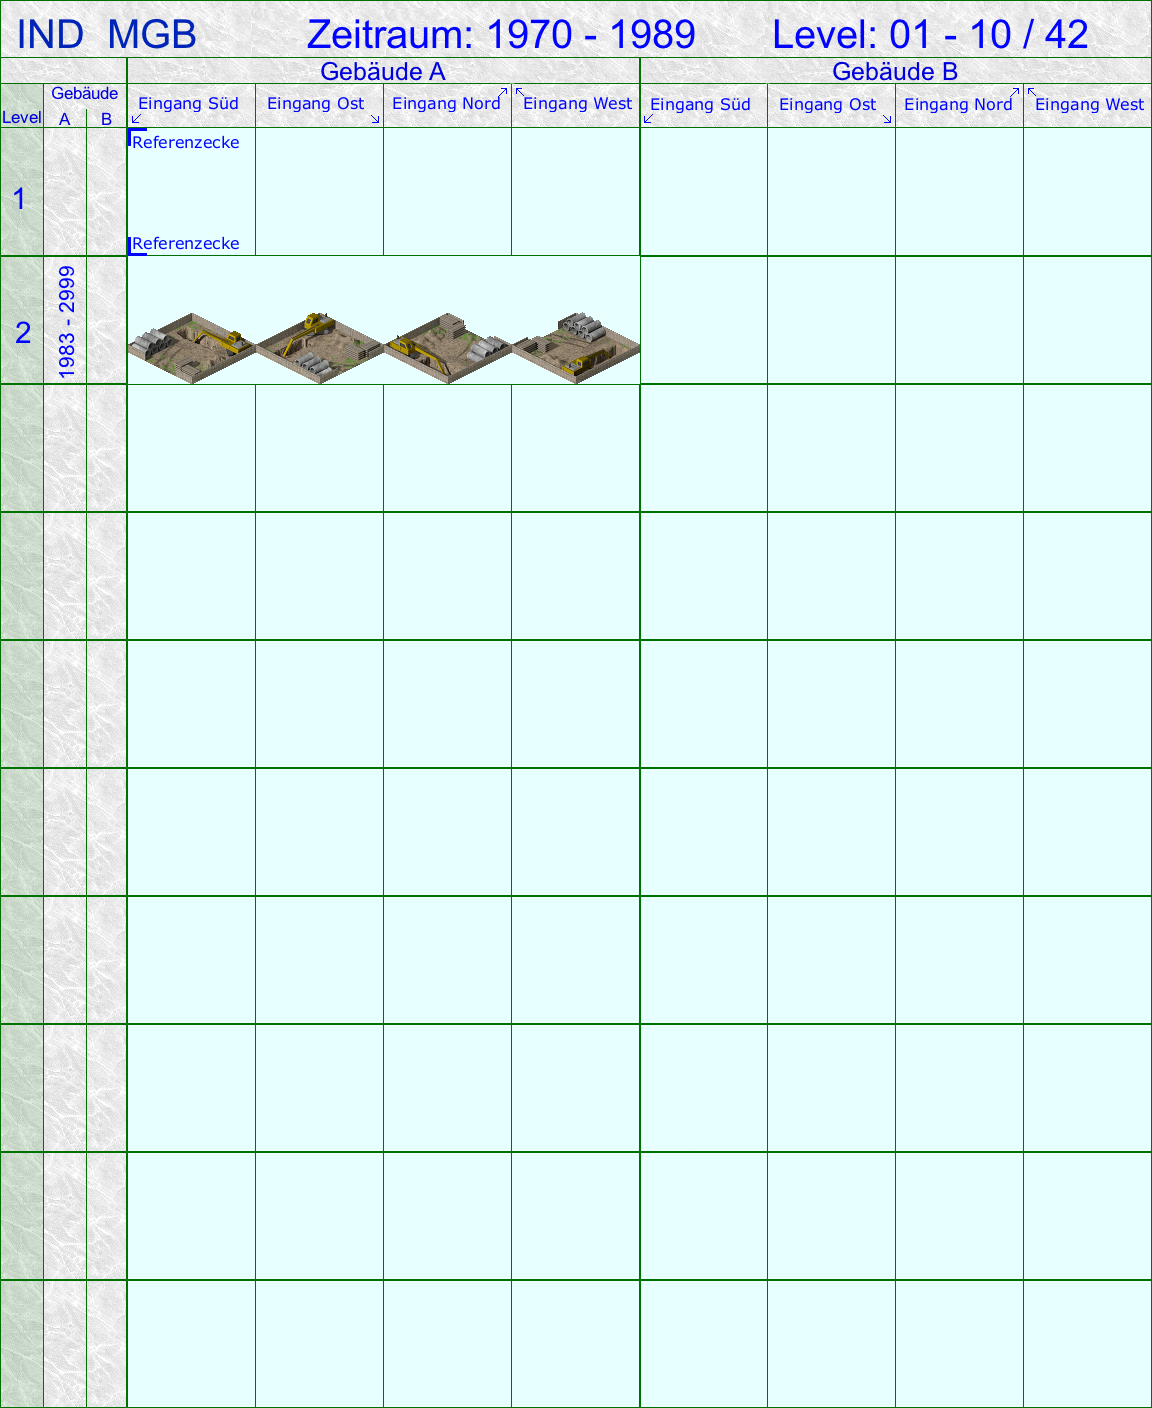 IND MGB Zeitraum: 1970 - 1989 Level: 01 - 10 / 42
Gebäude A Gebäude B
Level Gebäude A B Eingang Süd Eingang Ost Eingang Nord Eingang West Eingang Süd Eingang Ost Eingang Nord Eingang West
1 Referenzecke
Referenzecke
2 1983 - 2999